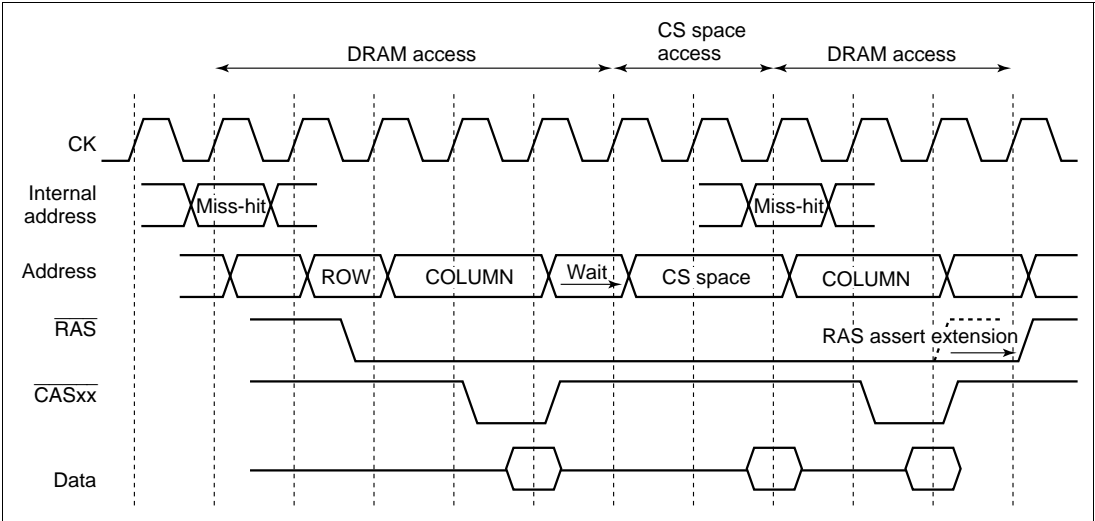 DRAM access
CS space
access
DRAM access
CK
Internal
address
Miss-hit
Miss-hit
Address
ROW
COLUMN
Wait
CS space
COLUMN
RAS
RAS assert extension
CASxx
Data